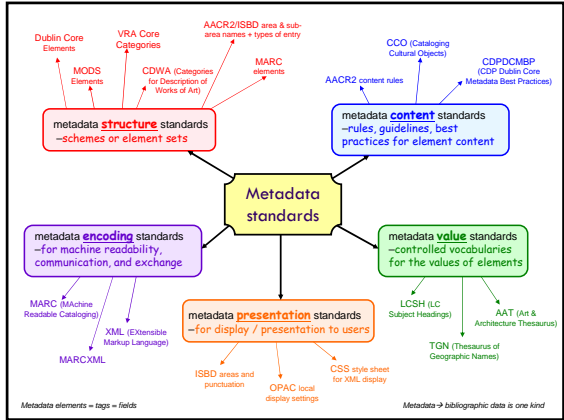 Dublin Core
Elements
MODS
Elements
VRA Core
Categories
CDWA (Categories
for Description of
Works of Art)
AACR2/ISBD area & sub-
area names + types of entry
MARC
elements
metadata structure standards
–schemes or element sets
AACR2 content rules
CCO (Cataloging
Cultural Objects)
CDPDCMBP
(CDP Dublin Core
Metadata Best Practices)
metadata content standards
–rules, guidelines, best
practices for element content
Metadata
standards
metadata encoding standards
–for machine readability,
communication, and exchange
MARC (MAchine
Readable Cataloging)
XML (EXtensible
Markup Language)
MARCXML
metadata presentation standards
–for display / presentation to users
ISBD areas and
punctuation
OPAC local
display settings
CSS style sheet
for XML display
metadata value standards
–controlled vocabularies
for the values of elements
LCSH (LC
Subject Headings)
TGN (Thesaurus of
Geographic Names)
AAT (Art &
Architecture Thesaurus)
Metadata elements = tags = fields
Metadata→ bibliographic data is one kind